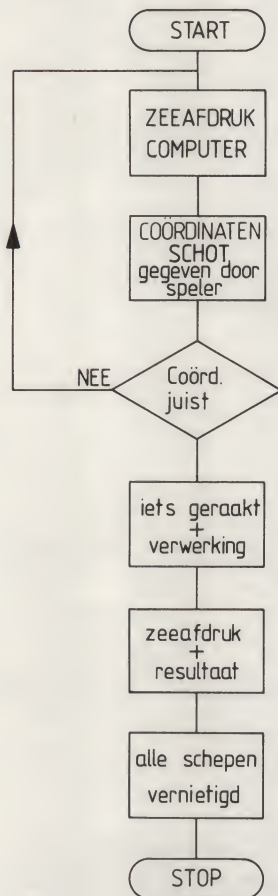 START
ZEEAFDRUK
COMPUTER
COÖRDINATEN
SCHOT
gegeven door
speler
NEE
Coörd.
juist
iets geraakt
+
verwerking
zeeafdruk
+
resultaat
alle schepen
vernietigd
STOP